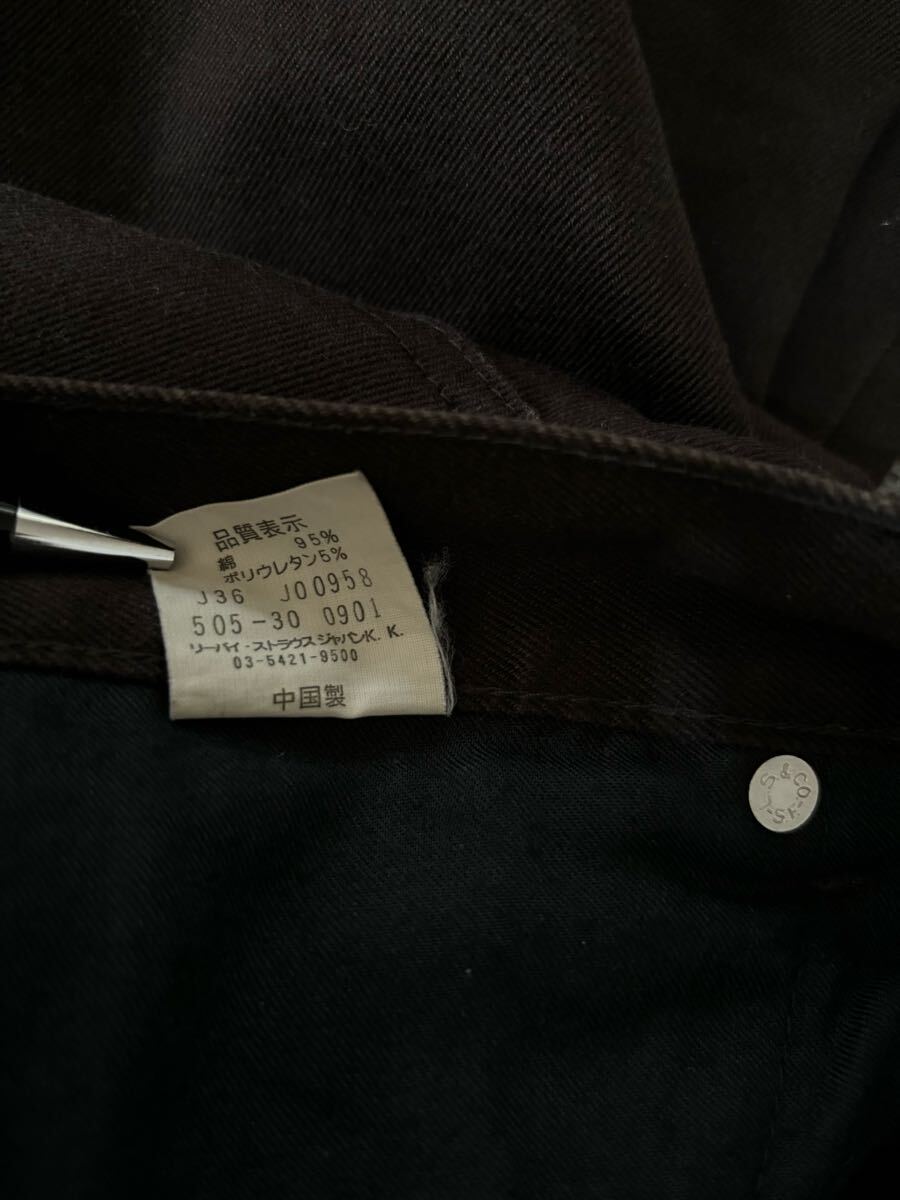 品質表示
綿 95%
ポリウレタン5%
J36 J00958
505-30 0901
リーバイ・ストラウスジャパンK.K.
03-5421-9500
中国製
S.&CO-JS-Y.